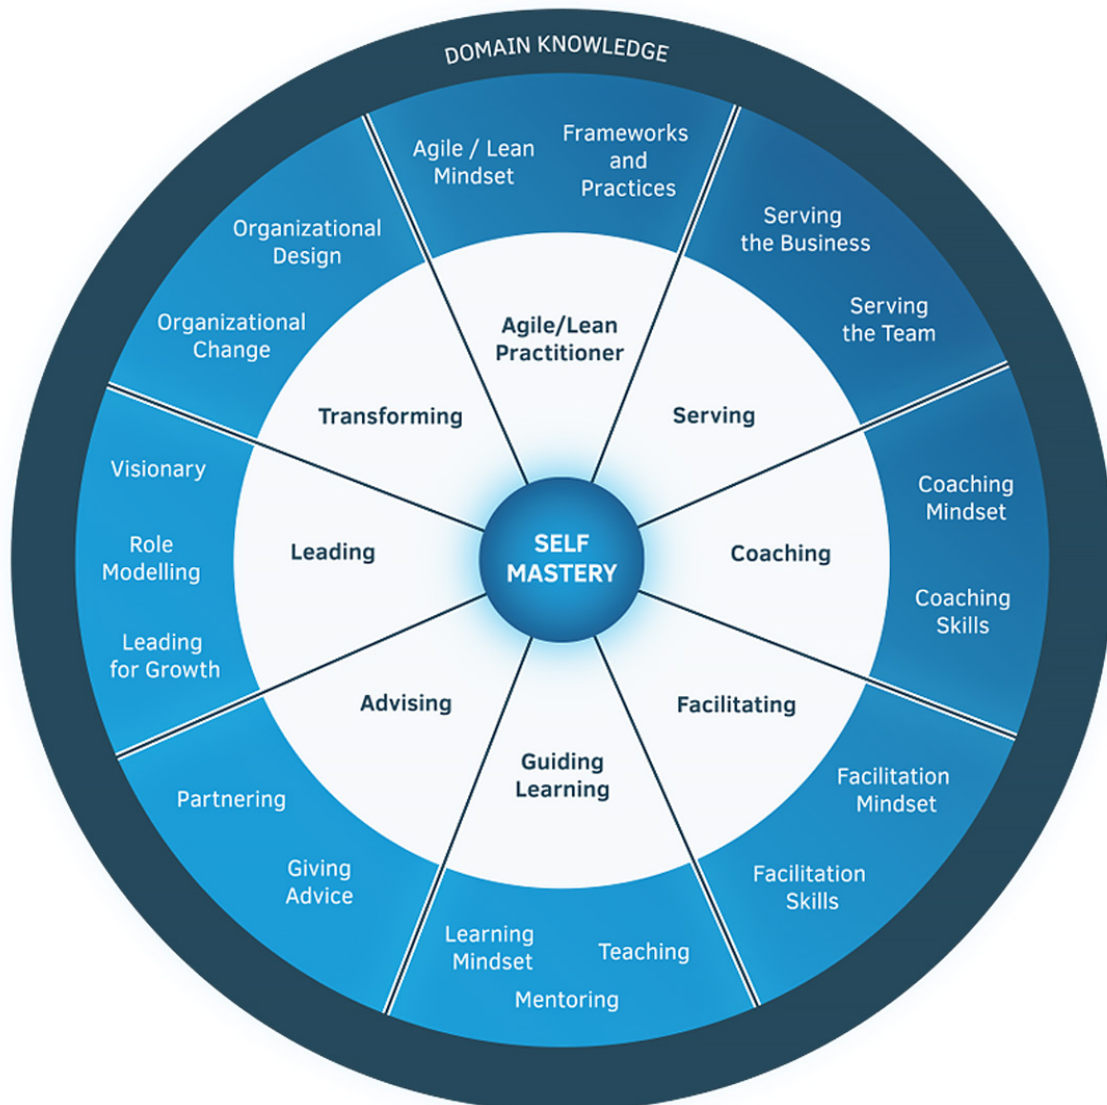 DOMAIN KNOWLEDGE
Agile / Lean
Mindset
Frameworks
and
Practices
Serving
the Business
Serving
the Team
Coaching
Mindset
Coaching
Skills
Facilitation
Mindset
Facilitation
Skills
Teaching
Learning
Mindset
Mentoring
Giving
Advice
Partnering
Leading
for Growth
Role
Modelling
Visionary
Organizational
Change
Organizational
Design
Agile/Lean
Practitioner
Serving
Coaching
Facilitating
Guiding
Learning
Advising
Leading
Transforming
SELF
MASTERY